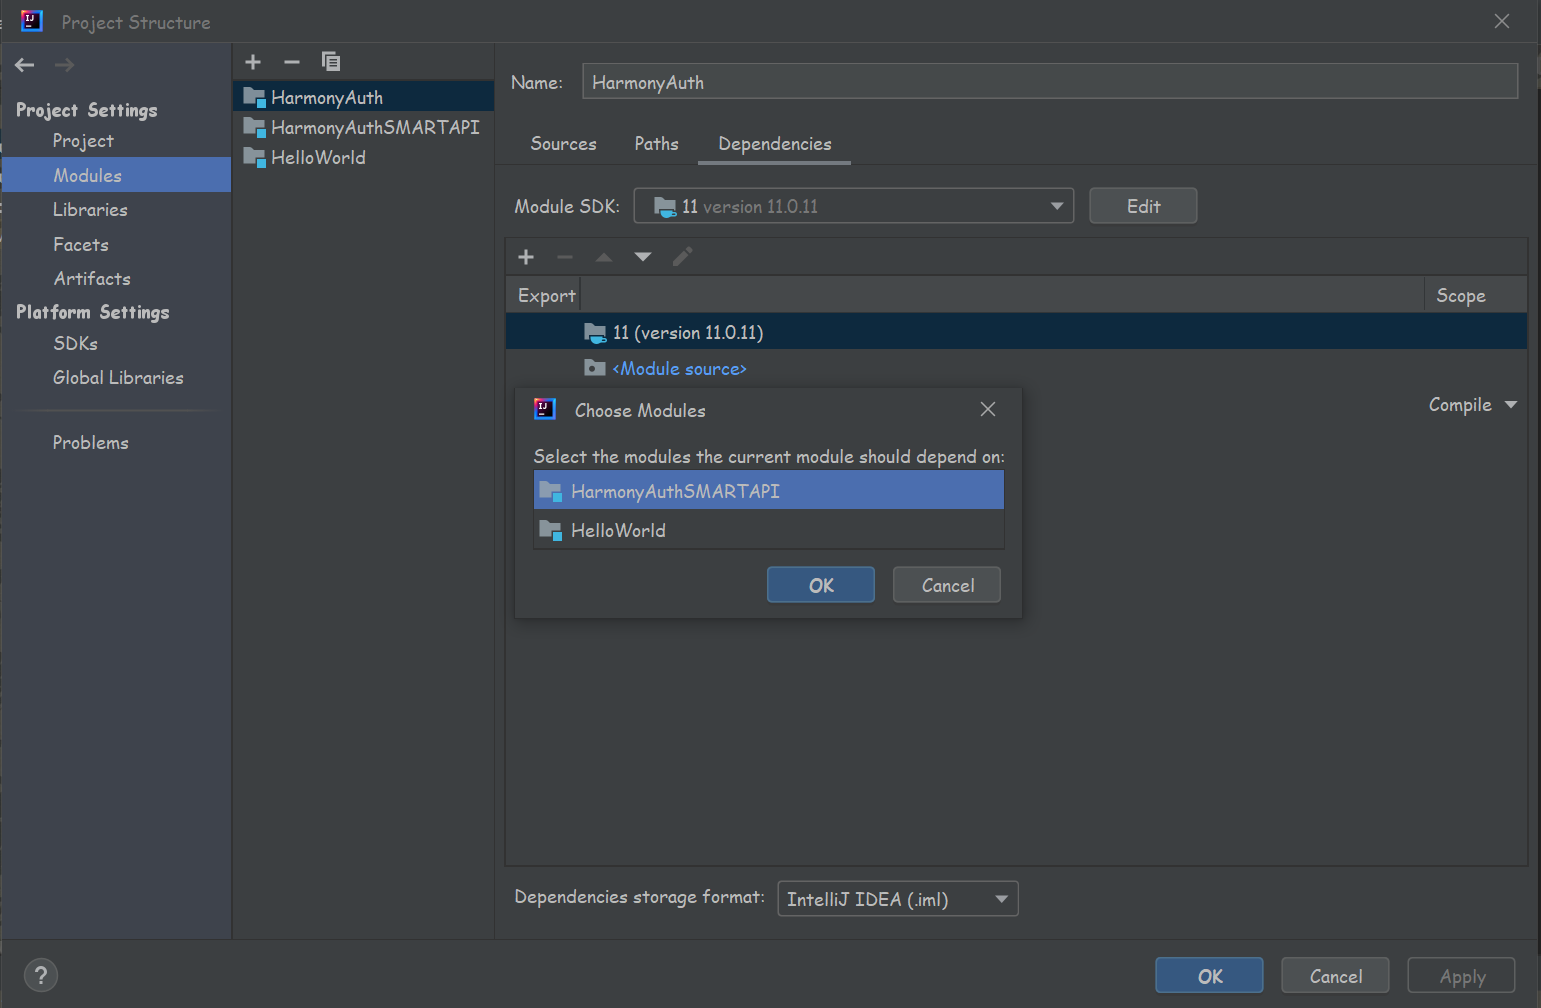 Project Structure
Project Settings
Project
Modules
Libraries
Facets
Artifacts
Platform Settings
SDKs
Global Libraries
Problems
HarmonyAuth
HarmonyAuthSMARTAPI
HelloWorld
Name: HarmonyAuth
Sources Paths Dependencies
Module SDK: 11 version 11.0.11 Edit
Export Scope
11 (version 11.0.11)
<Module source>
Compile
Choose Modules
Select the modules the current module should depend on:
HarmonyAuthSMARTAPI
HelloWorld
OK Cancel
Dependencies storage format: IntelliJ IDEA (.iml)
? OK Cancel Apply